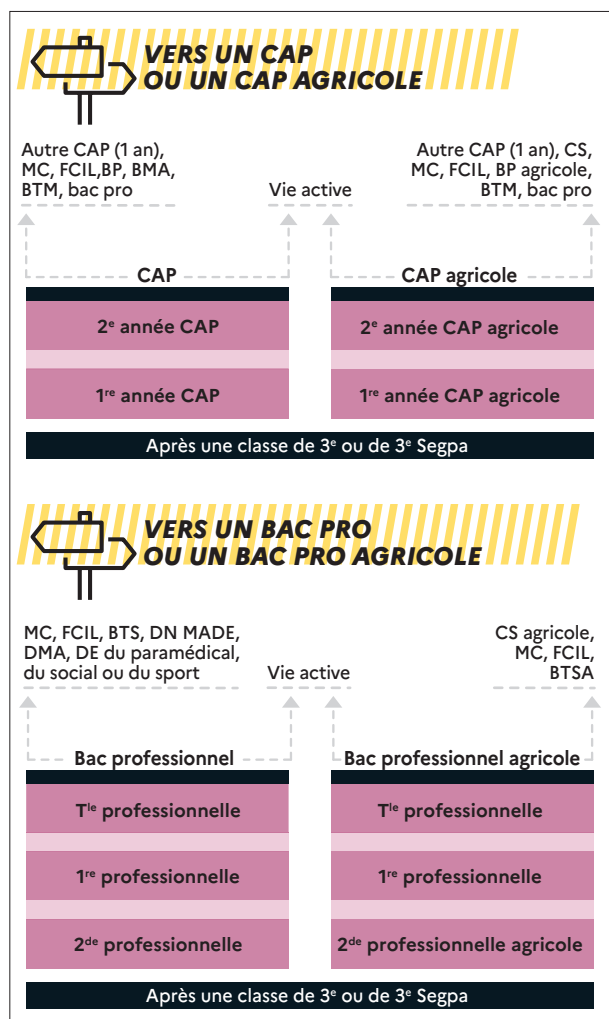 VERS UN CAP
OU UN CAP AGRICOLE
Autre CAP (1 an),
MC, FCIL,BP, BMA,
BTM, bac pro
Vie active
Autre CAP (1 an), CS,
MC, FCIL, BP agricole,
BTM, bac pro
CAP
CAP agricole
2e année CAP
2e année CAP agricole
1re année CAP
1re année CAP agricole
Après une classe de 3e ou de 3e Segpa
VERS UN BAC PRO
OU UN BAC PRO AGRICOLE
MC, FCIL, BTS, DN MADE,
DMA, DE du paramédical,
du social ou du sport
Vie active
CS agricole,
MC, FCIL,
BTSA
Bac professionnel
Bac professionnel agricole
Tle professionnelle
Tle professionnelle
1re professionnelle
1re professionnelle
2de professionnelle
2de professionnelle agricole
Après une classe de 3e ou de 3e Segpa